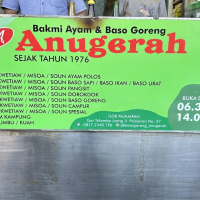 Bakmi Ayam & Baso Goreng
Anugerah
SEJAK TAHUN 1976
KWETIAW / MISOA / SOUN AYAM POLOS
KWETIAW / MISOA / SOUN BASO SAPI / BASO IKAN / BASO URAT
KWETIAW / MISOA / SOUN PANGSIT
KWETIAW / MISOA / SOUN DOROKDOK
KWETIAW / MISOA / SOUN BASO GORENG
KWETIAW / MISOA / SOUN CAMPUR
KWETIAW / MISOA / SOUN SPESIAL
M KAMPUNG
UMBU / KUAH
BUKA
06.3
14.0